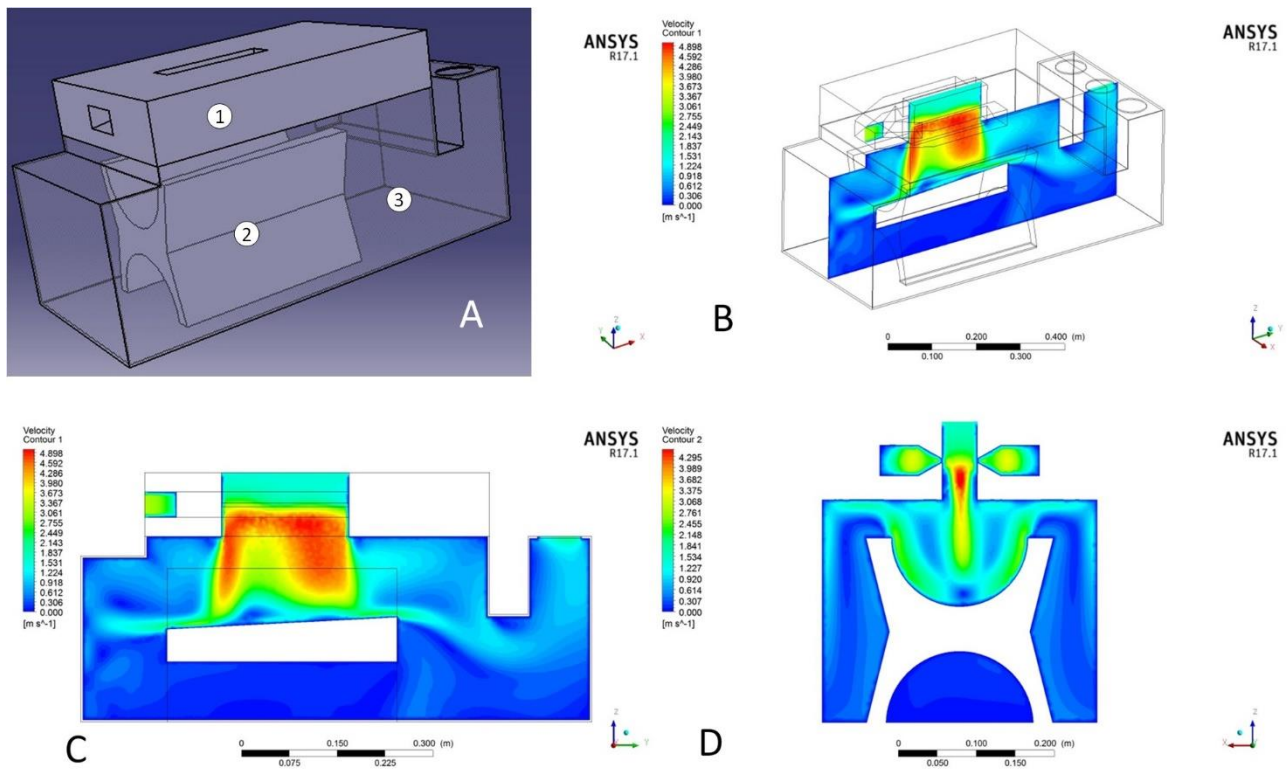 1
2
3
A
Velocity
Contour 1
4.898
4.592
4.286
3.980
3.673
3.367
3.061
2.755
2.449
2.143
1.837
1.531
1.224
0.918
0.612
0.306
0.000
[m s^-1]
ANSYS
R17.1
ANSYS
R17.1
Z
Y
X
B
0 0.200 0.400 (m)
0.100 0.300
Z
Y
X
Velocity
Contour 1
4.898
4.592
4.286
3.980
3.673
3.367
3.061
2.755
2.449
2.143
1.837
1.531
1.224
0.918
0.612
0.306
0.000
[m s^-1]
ANSYS
R17.1
C
0 0.150 0.300 (m)
0.075 0.225
Z
X
Y
Velocity
Contour 2
4.295
3.989
3.682
3.375
3.068
2.761
2.455
2.148
1.841
1.534
1.227
0.920
0.614
0.307
0.000
[m s^-1]
ANSYS
R17.1
D
0 0.100 0.200 (m)
0.050 0.150
Z
X